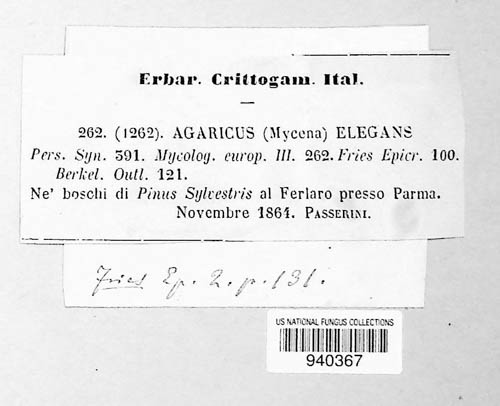 Erbar. Crittogam. Ital.
262. (1262). AGARICUS (Mycena) ELEGANS
Pers. Syn. 391. Mycolog. europ. III. 262. Fries Epicr. 100.
Berkel. Outl. 121.
Ne' boschi di Pinus Sylvestris al Ferlaro presso Parma.
Novembre 1864. PASSERINI.
Fries Ep. 2. p. 131.
US NATIONAL FUNGUS COLLECTIONS
940367